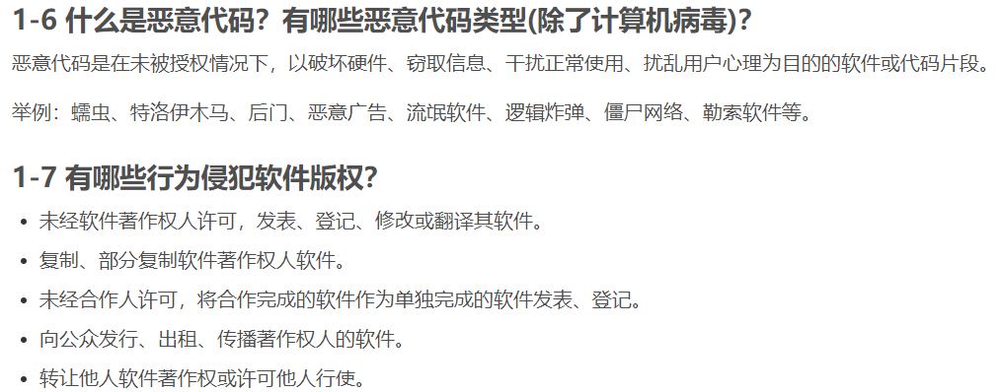 1-6 什么是恶意代码？有哪些恶意代码类型(除了计算机病毒)？
恶意代码是在未被授权情况下，以破坏硬件、窃取信息、干扰正常使用、扰乱用户心理为目的的软件或代码片段。
举例：蠕虫、特洛伊木马、后门、恶意广告、流氓软件、逻辑炸弹、僵尸网络、勒索软件等。
1-7 有哪些行为侵犯软件版权？
• 未经软件著作权人许可，发表、登记、修改或翻译其软件。
• 复制、部分复制软件著作权人软件。
• 未经合作人许可，将合作完成的软件作为单独完成的软件发表、登记。
• 向公众发行、出租、传播著作权人的软件。
• 转让他人软件著作权或许可他人行使。